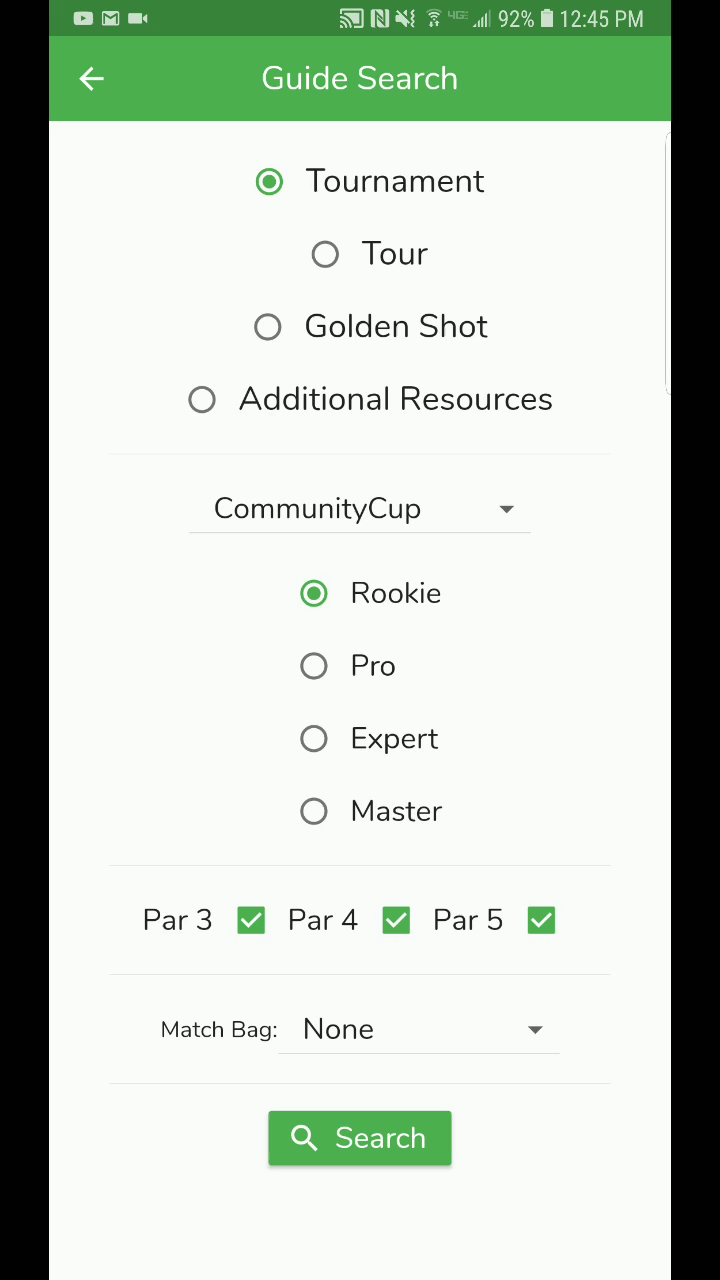 4GE 92% 12:45 PM
Guide Search
Tournament
Tour
Golden Shot
Additional Resources
CommunityCup
Rookie
Pro
Expert
Master
Par 3 Par 4 Par 5
Match Bag: None
Search